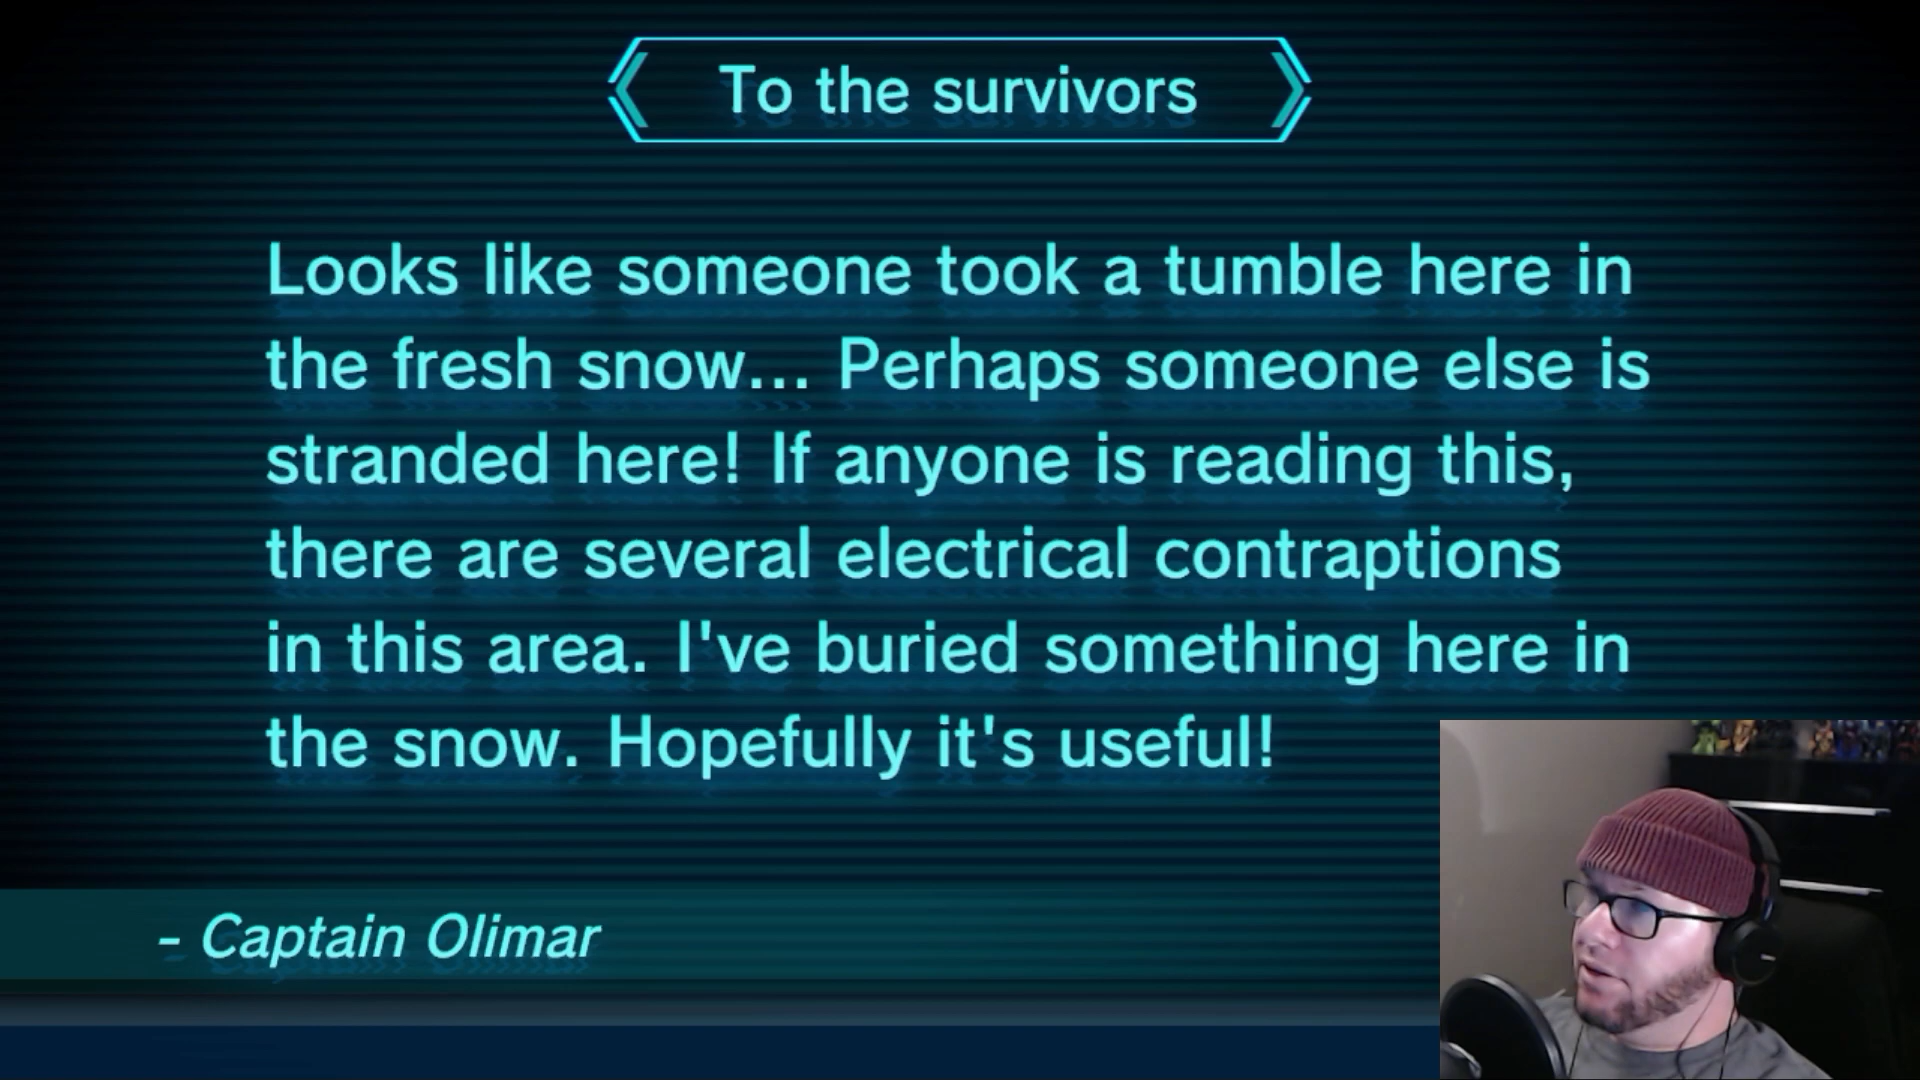 To the survivors
Looks like someone took a tumble here in
the fresh snow... Perhaps someone else is
stranded here! If anyone is reading this,
there are several electrical contraptions
in this area. I've buried something here in
the snow. Hopefully it's useful!
- Captain Olimar